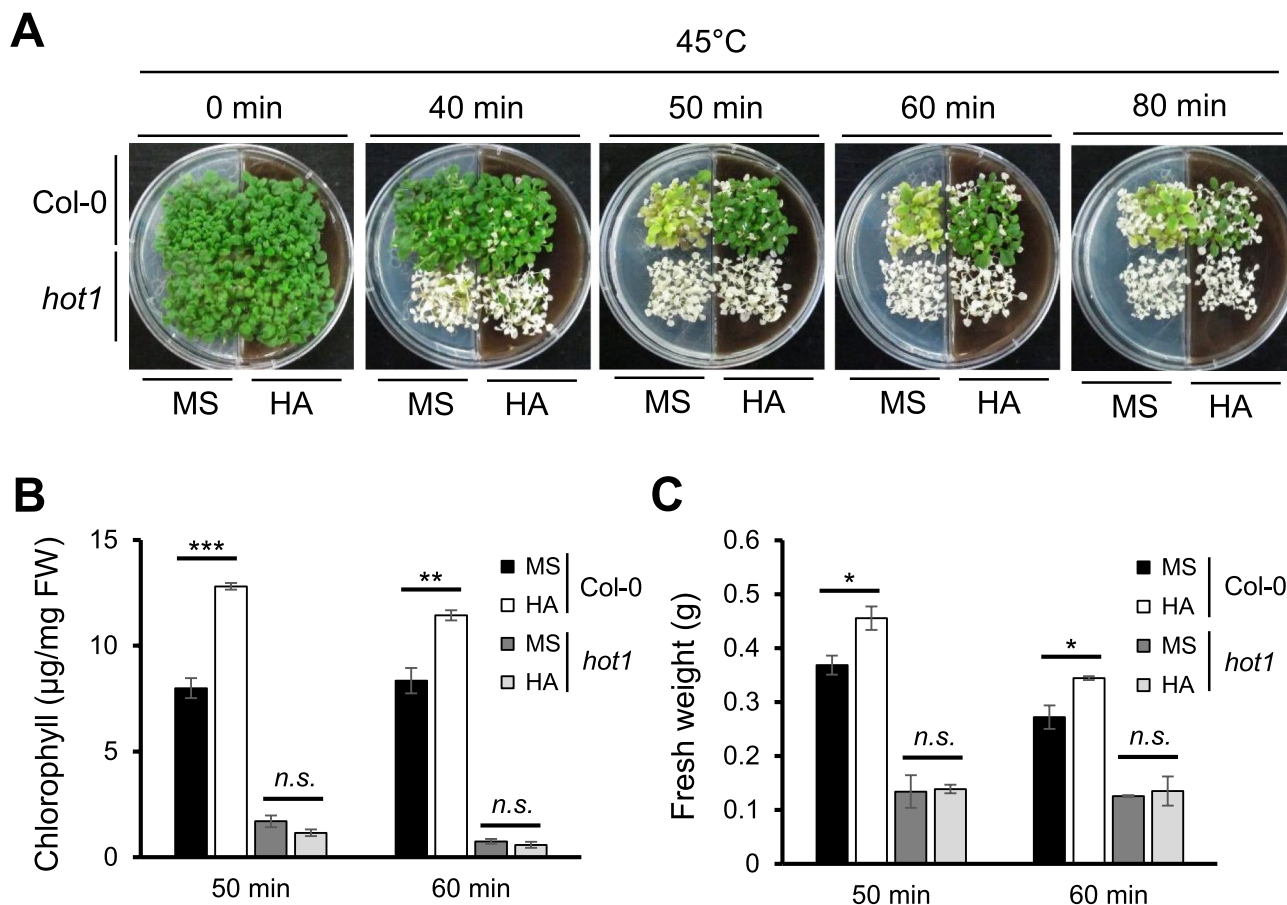 A
45°C
0 min 40 min 50 min 60 min 80 min
Col-0
hot1
MS HA MS HA MS HA MS HA MS HA
B
Chlorophyll (µg/mg FW)
15
10
5
0
***
n.s.
**
n.s.
MS
HA
Col-0
MS
HA
hot1
50 min 60 min
C
Fresh weight (g)
0.6
0.5
0.4
0.3
0.2
0.1
0
*
n.s.
*
n.s.
MS
HA
Col-0
MS
HA
hot1
50 min 60 min